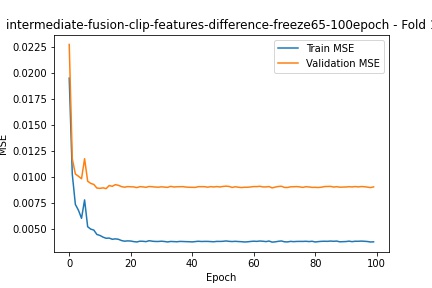 intermediate-fusion-clip-features-difference-freeze65-100epoch - Fold 1
Train MSE
Validation MSE
MSE
0.0225
0.0200
0.0175
0.0150
0.0125
0.0100
0.0075
0.0050
0 20 40 60 80 100
Epoch